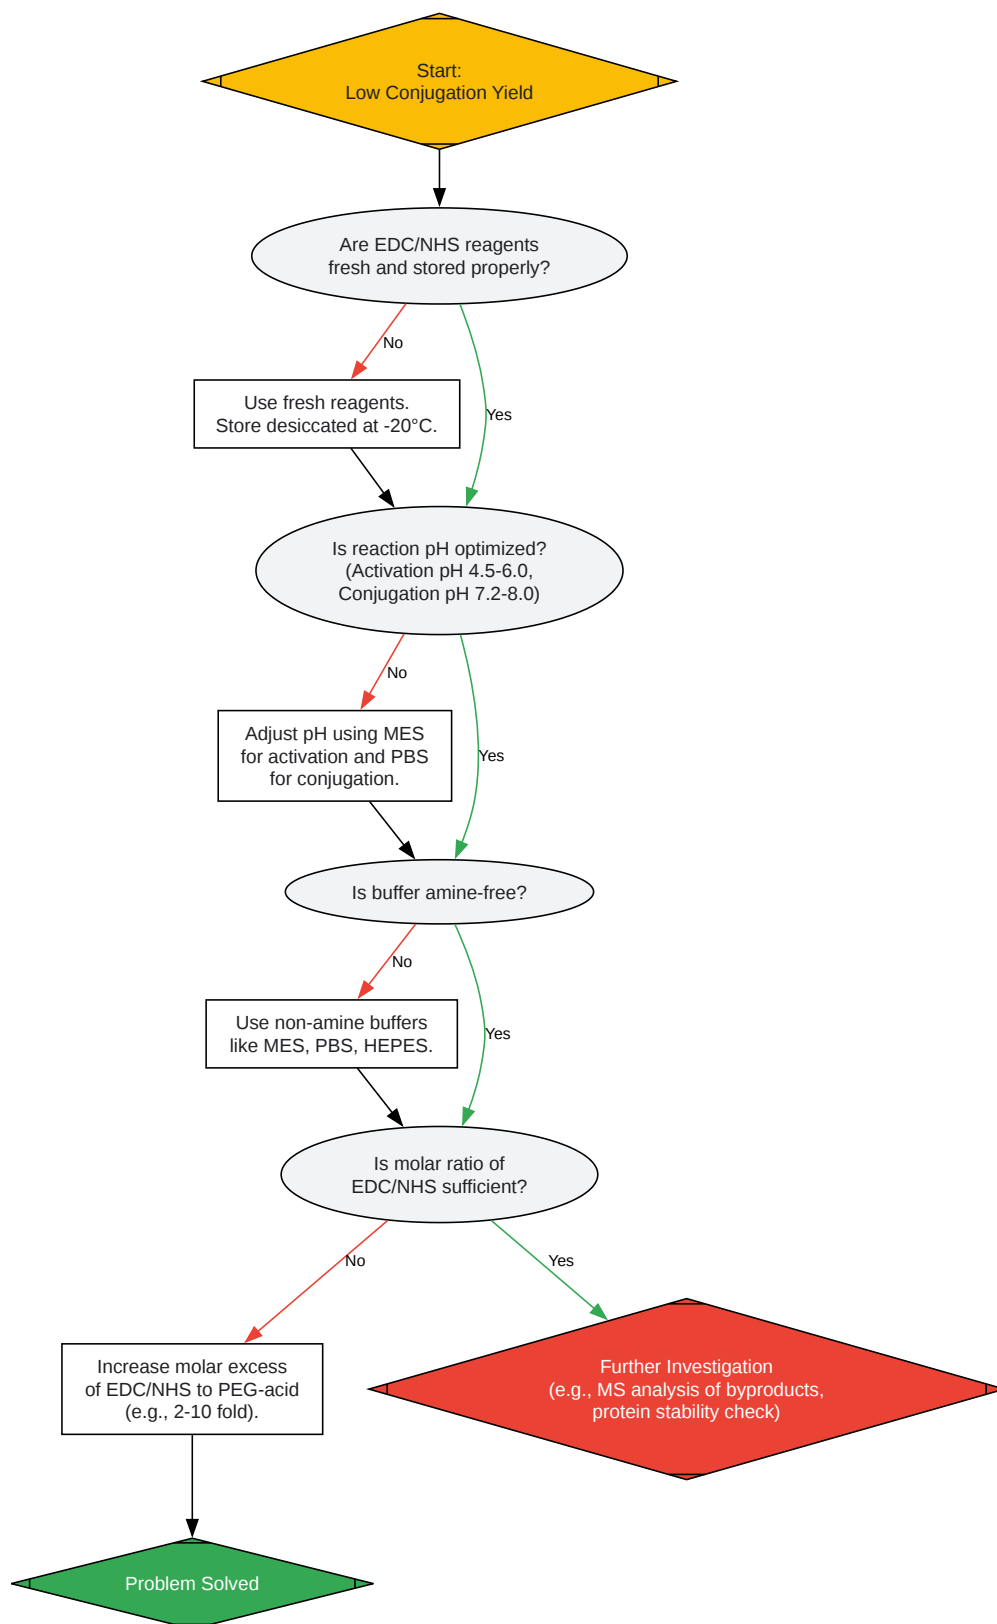 Start:
Low Conjugation Yield
Are EDC/NHS reagents
fresh and stored properly?
No
Yes
Use fresh reagents.
Store desiccated at -20°C.
Is reaction pH optimized?
(Activation pH 4.5-6.0,
Conjugation pH 7.2-8.0)
No
Yes
Adjust pH using MES
for activation and PBS
for conjugation.
Is buffer amine-free?
No
Yes
Use non-amine buffers
like MES, PBS, HEPES.
Is molar ratio of
EDC/NHS sufficient?
No
Yes
Increase molar excess
of EDC/NHS to PEG-acid
(e.g., 2-10 fold).
Further Investigation
(e.g., MS analysis of byproducts,
protein stability check)
Problem Solved